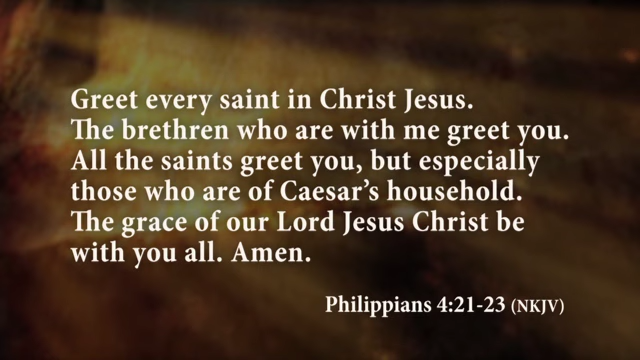 Greet every saint in Christ Jesus.
The brethren who are with me greet you.
All the saints greet you, but especially
those who are of Caesar’s household.
The grace of our Lord Jesus Christ be
with you all. Amen.
Philippians 4:21-23 (NKJV)